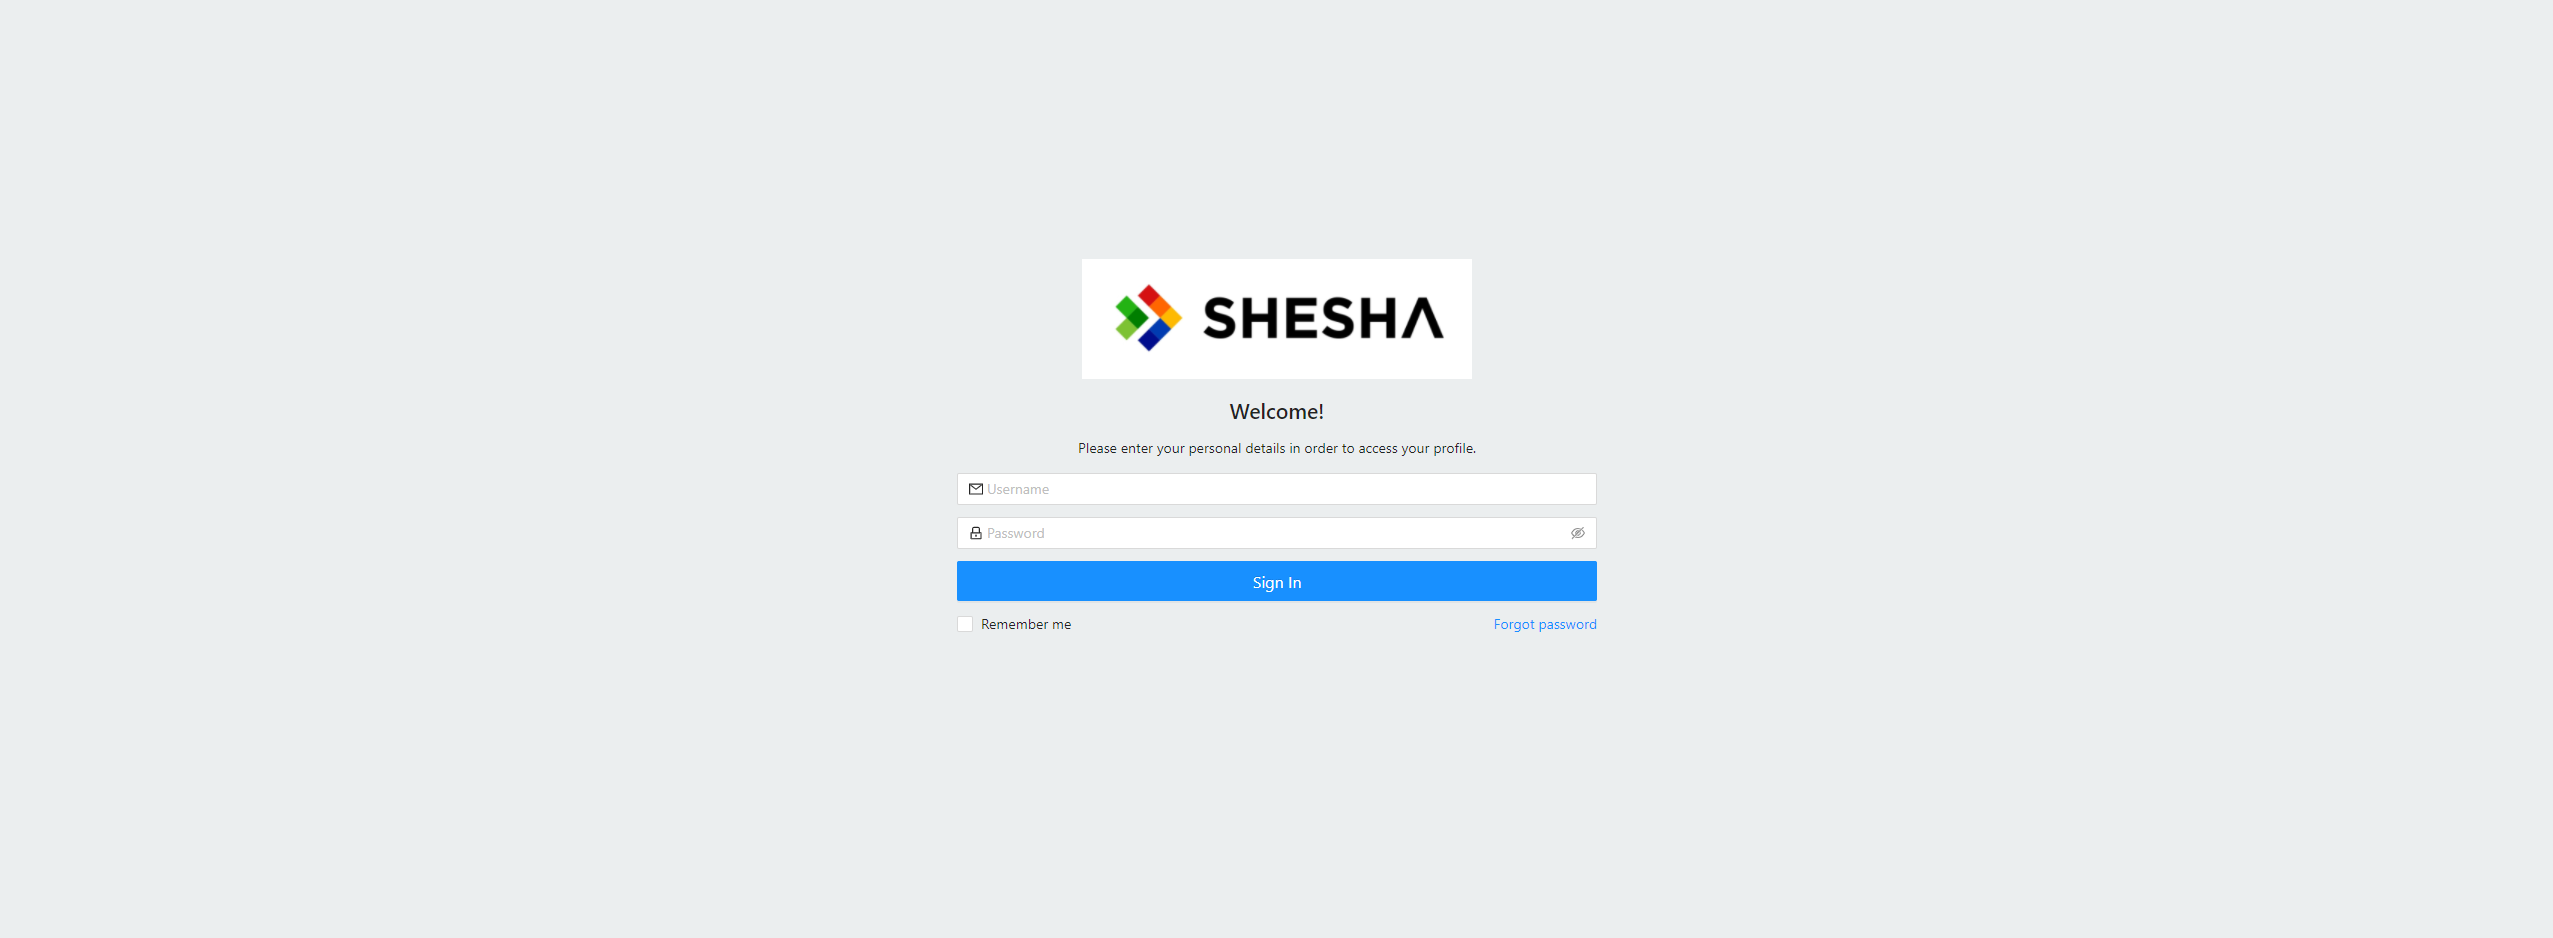 SHESHA
Welcome!
Please enter your personal details in order to access your profile.
Username
Password
Sign In
Remember me
Forgot password